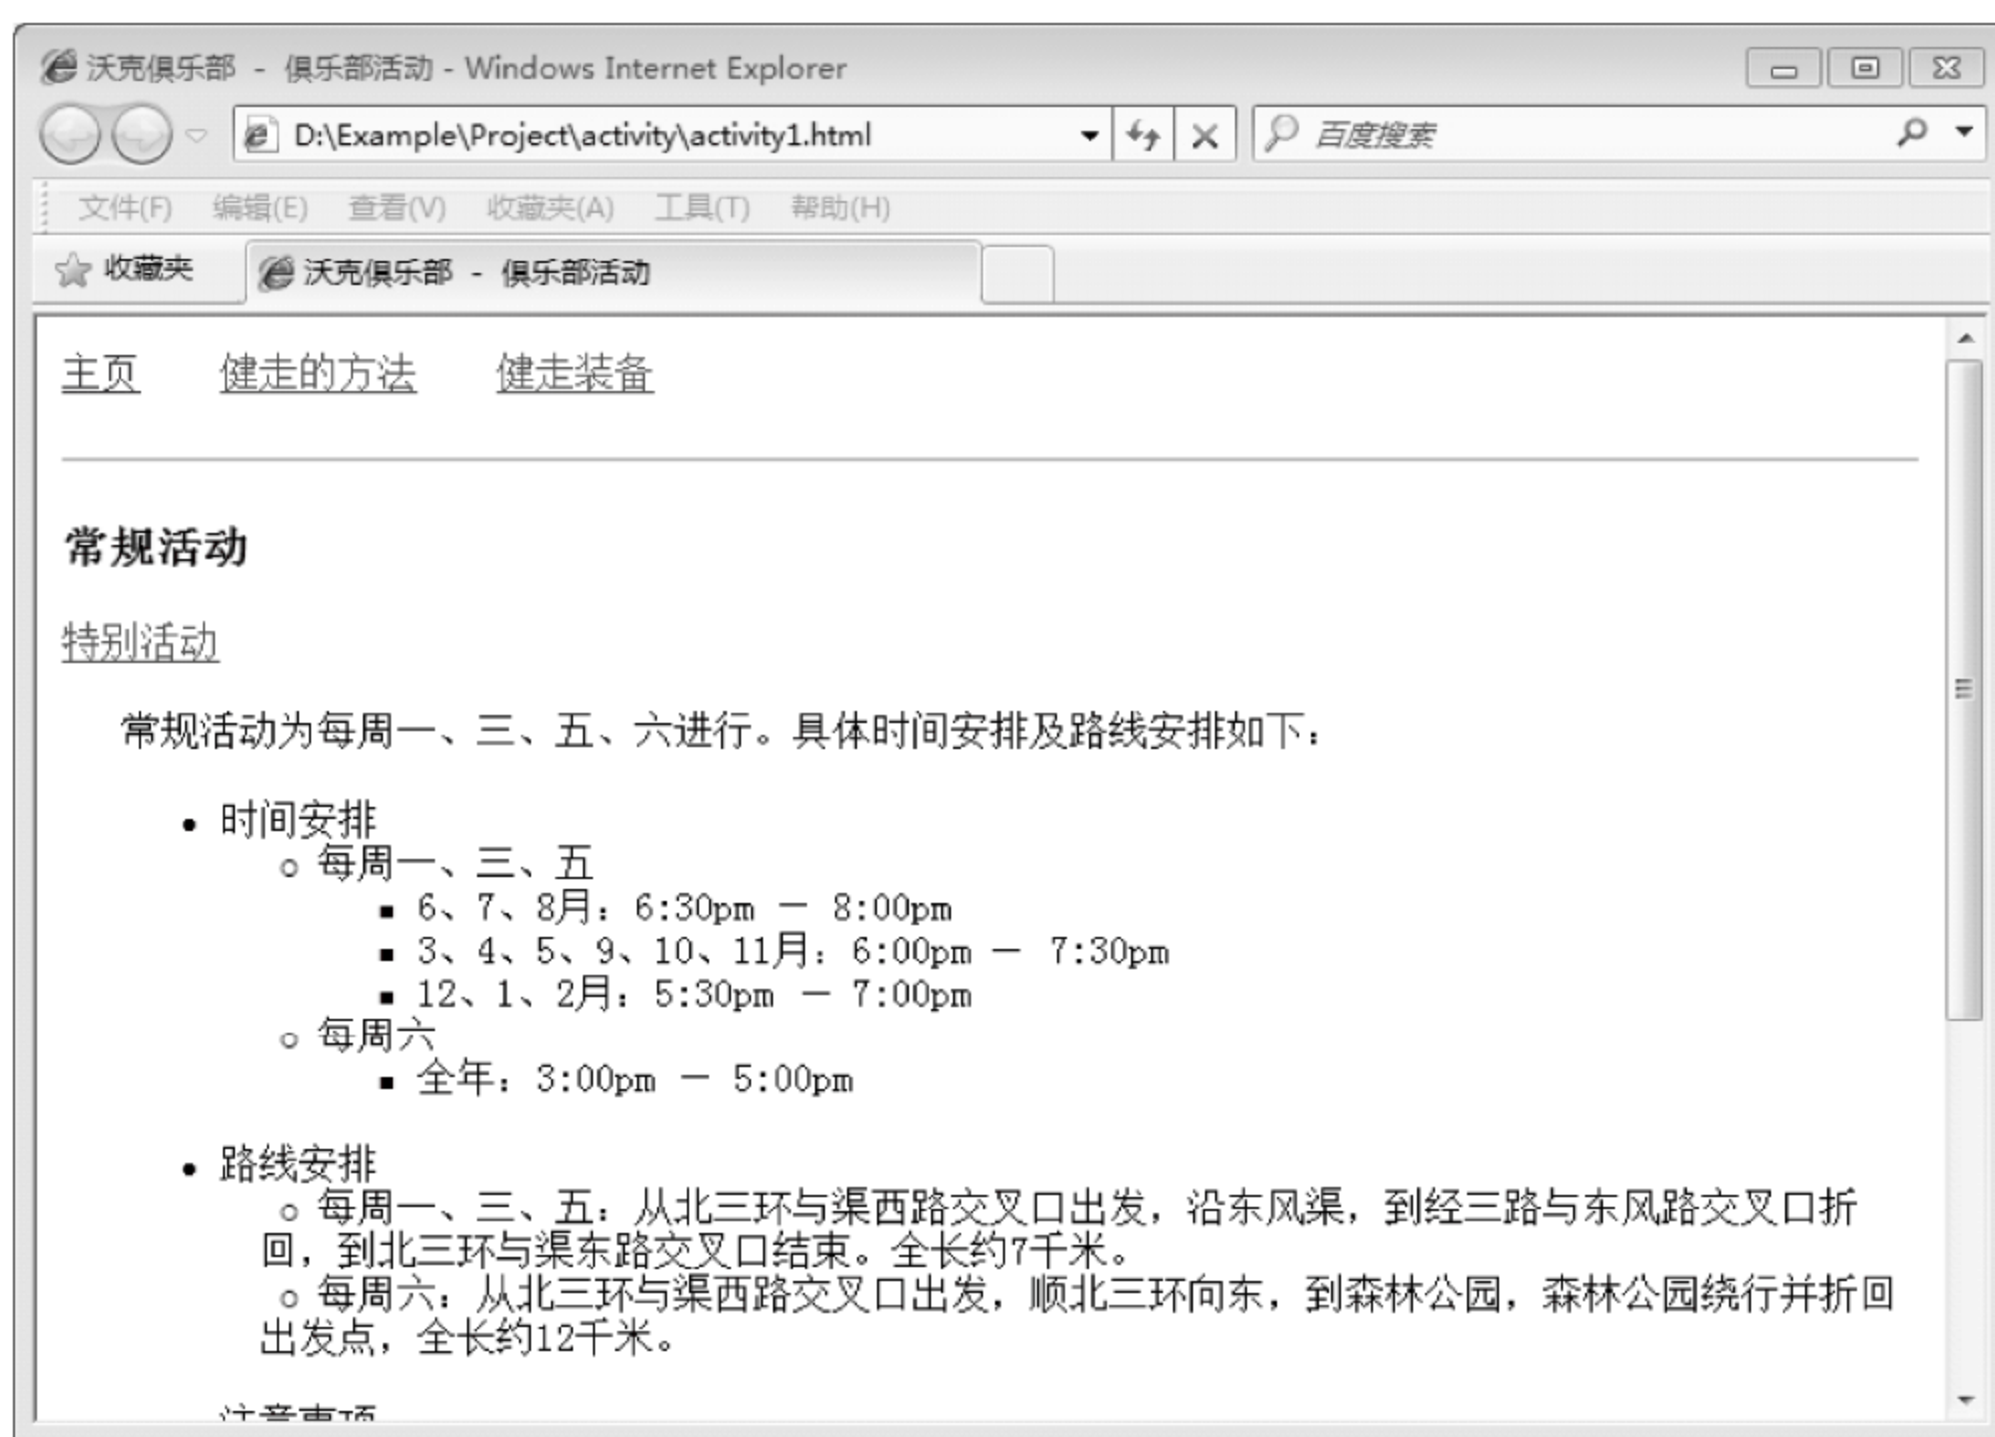 沃克俱乐部 - 俱乐部活动 - Windows Internet Explorer
D:\Example\Project\activity\activity1.html
百度搜索
文件(F) 编辑(E) 查看(V) 收藏夹(A) 工具(T) 帮助(H)
收藏夹 沃克俱乐部 - 俱乐部活动
主页 健走的方法 健走装备
常规活动
特别活动
常规活动为每周一、三、五、六进行。具体时间安排及路线安排如下：
• 时间安排
○ 每周一、三、五
▪ 6、7、8月：6:30pm － 8:00pm
▪ 3、4、5、9、10、11月：6:00pm － 7:30pm
▪ 12、1、2月：5:30pm － 7:00pm
○ 每周六
▪ 全年：3:00pm － 5:00pm
• 路线安排
○ 每周一、三、五：从北三环与渠西路交叉口出发，沿东风渠，到经三路与东风路交叉口折
回，到北三环与渠东路交叉口结束。全长约7千米。
○ 每周六：从北三环与渠西路交叉口出发，顺北三环向东，到森林公园，森林公园绕行并折回
出发点，全长约12千米。
注意事项